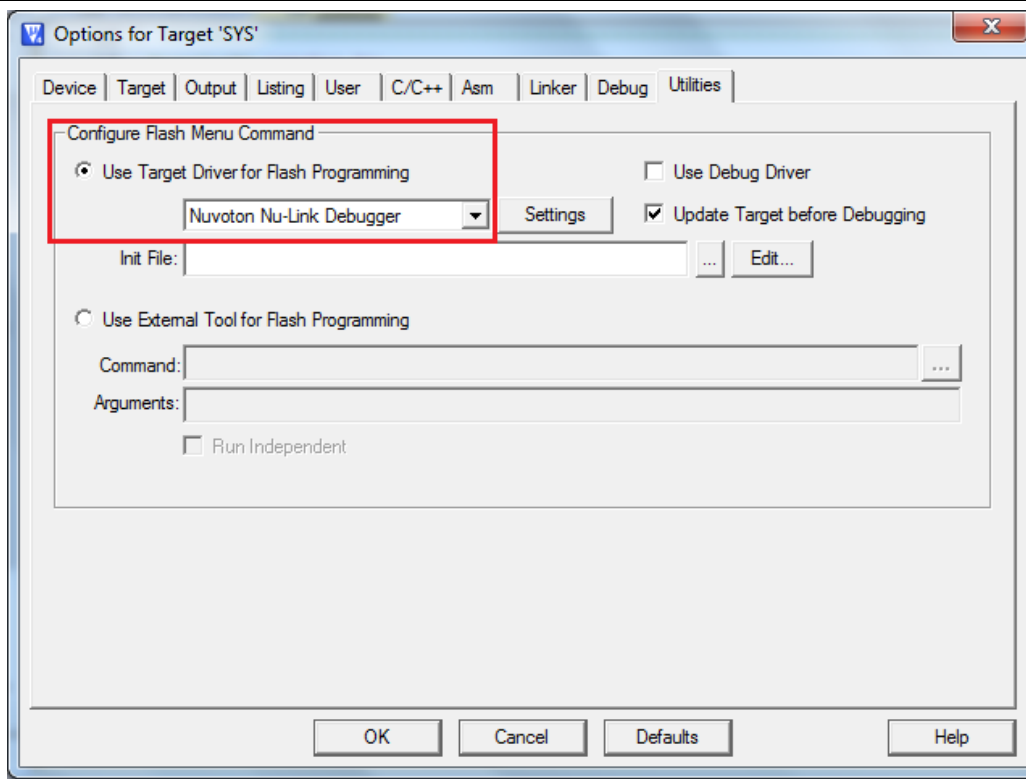 Options for Target 'SYS'
Device Target Output Listing User C/C++ Asm Linker Debug Utilities
Configure Flash Menu Command
Use Target Driver for Flash Programming Use Debug Driver
Nuvoton Nu-Link Debugger Settings Update Target before Debugging
Init File: ... Edit...
Use External Tool for Flash Programming
Command: ...
Arguments:
Run Independent
OK Cancel Defaults Help